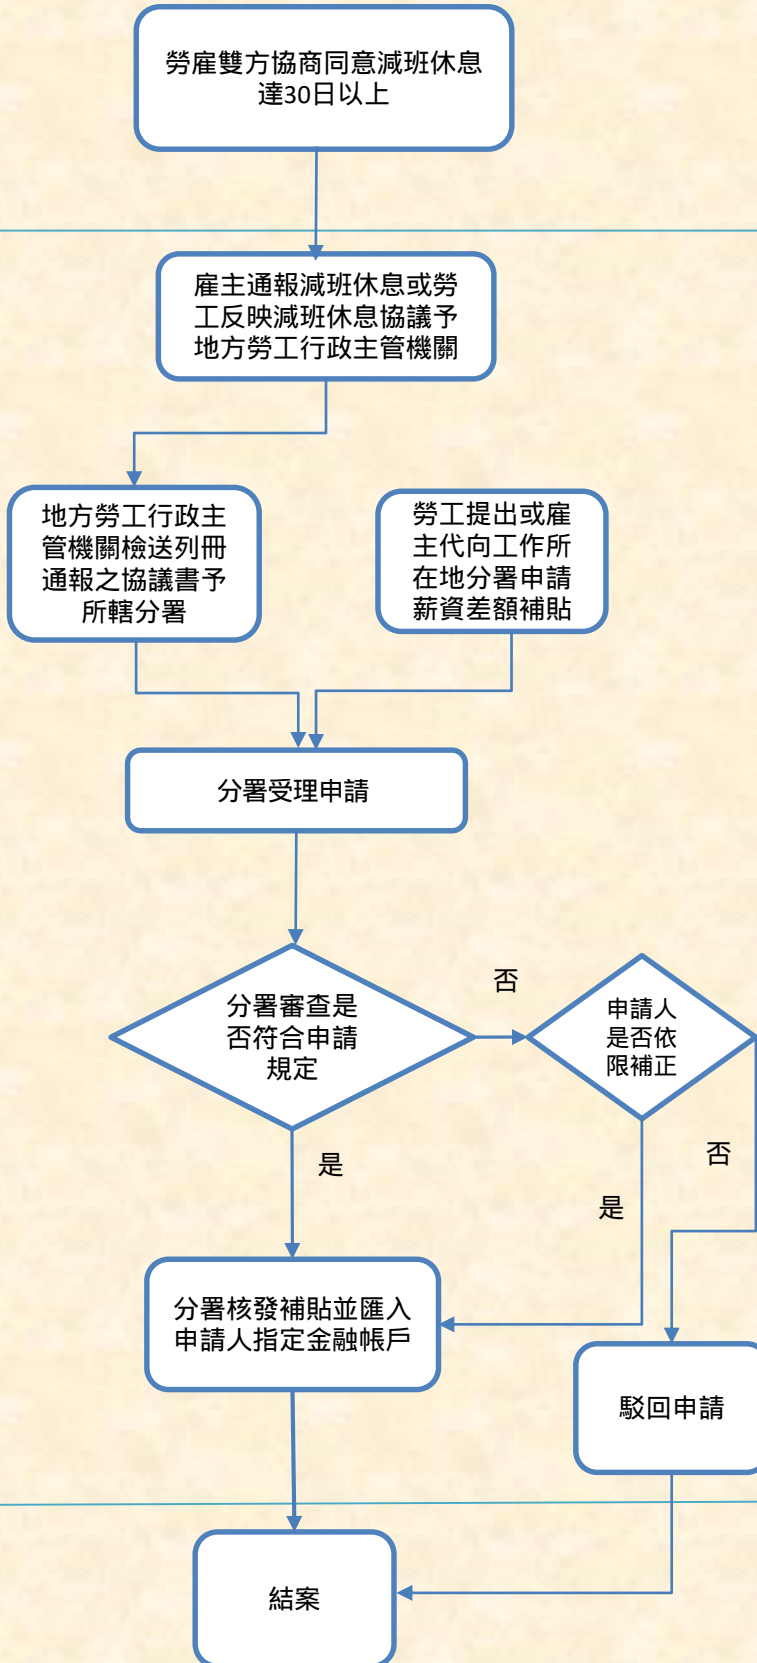 勞雇雙方協商同意減班休息
達30日以上
雇主通報減班休息或勞
工反映減班休息協議予
地方勞工行政主管機關
地方勞工行政主
管機關檢送列冊
通報之協議書予
所轄分署
勞工提出或雇
主代向工作所
在地分署申請
薪資差額補貼
分署受理申請
分署審查是
否符合申請
規定
否
申請人
是否依
限補正
是
否
是
分署核發補貼並匯入
申請人指定金融帳戶
駁回申請
結案